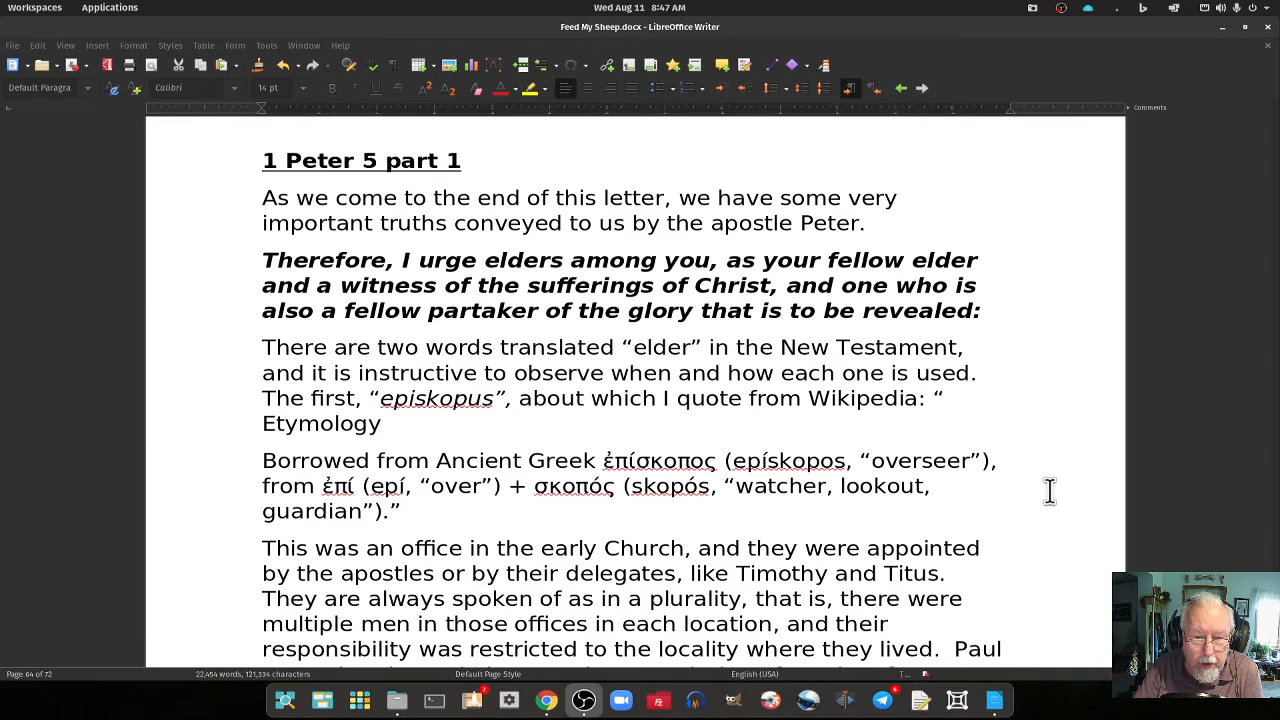 Workspaces Applications Wed Aug 11 8:47 AM
Feed My Sheep.docx - LibreOffice Writer
File Edit View Insert Format Styles Table Form Tools Window Help
Default Paragra Calibri 14 pt
Comments
1 Peter 5 part 1
As we come to the end of this letter, we have some very
important truths conveyed to us by the apostle Peter.
Therefore, I urge elders among you, as your fellow elder
and a witness of the sufferings of Christ, and one who is
also a fellow partaker of the glory that is to be revealed:
There are two words translated “elder” in the New Testament,
and it is instructive to observe when and how each one is used.
The first, “episkopus”, about which I quote from Wikipedia: “
Etymology
Borrowed from Ancient Greek ἐπίσκοπος (epískopos, “overseer”),
from ἐπί (epí, “over”) + σκοπός (skopós, “watcher, lookout,
guardian”).”
This was an office in the early Church, and they were appointed
by the apostles or by their delegates, like Timothy and Titus.
They are always spoken of as in a plurality, that is, there were
multiple men in those offices in each location, and their
responsibility was restricted to the locality where they lived.  Paul
Page 64 of 72 22,454 words, 121,334 characters Default Page Style English (USA)